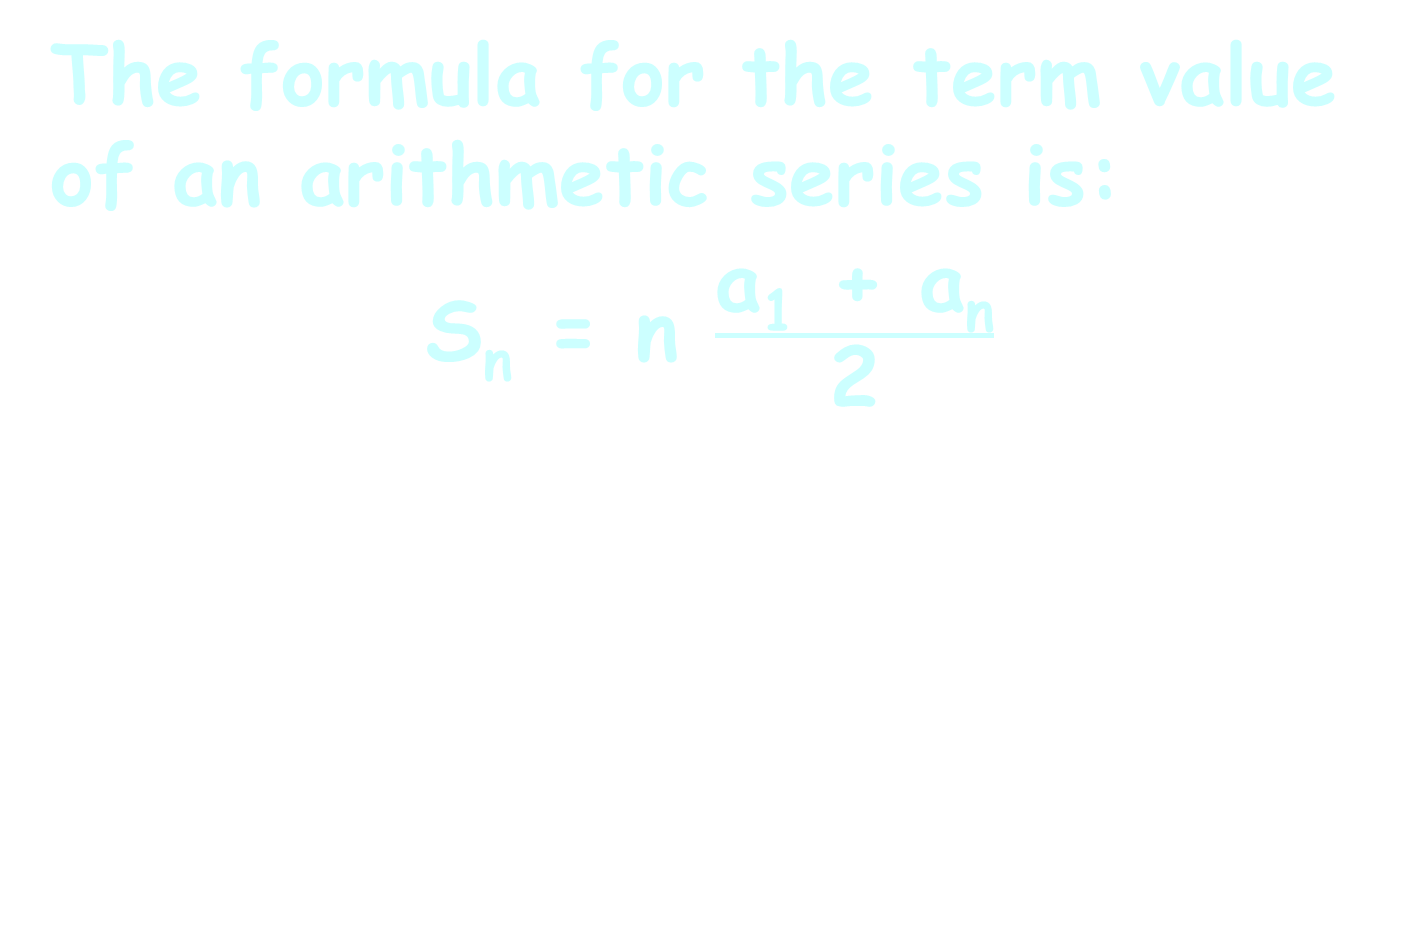 The formula for the term value
of an arithmetic series is:
Sₙ = n (a₁ + aₙ)/2